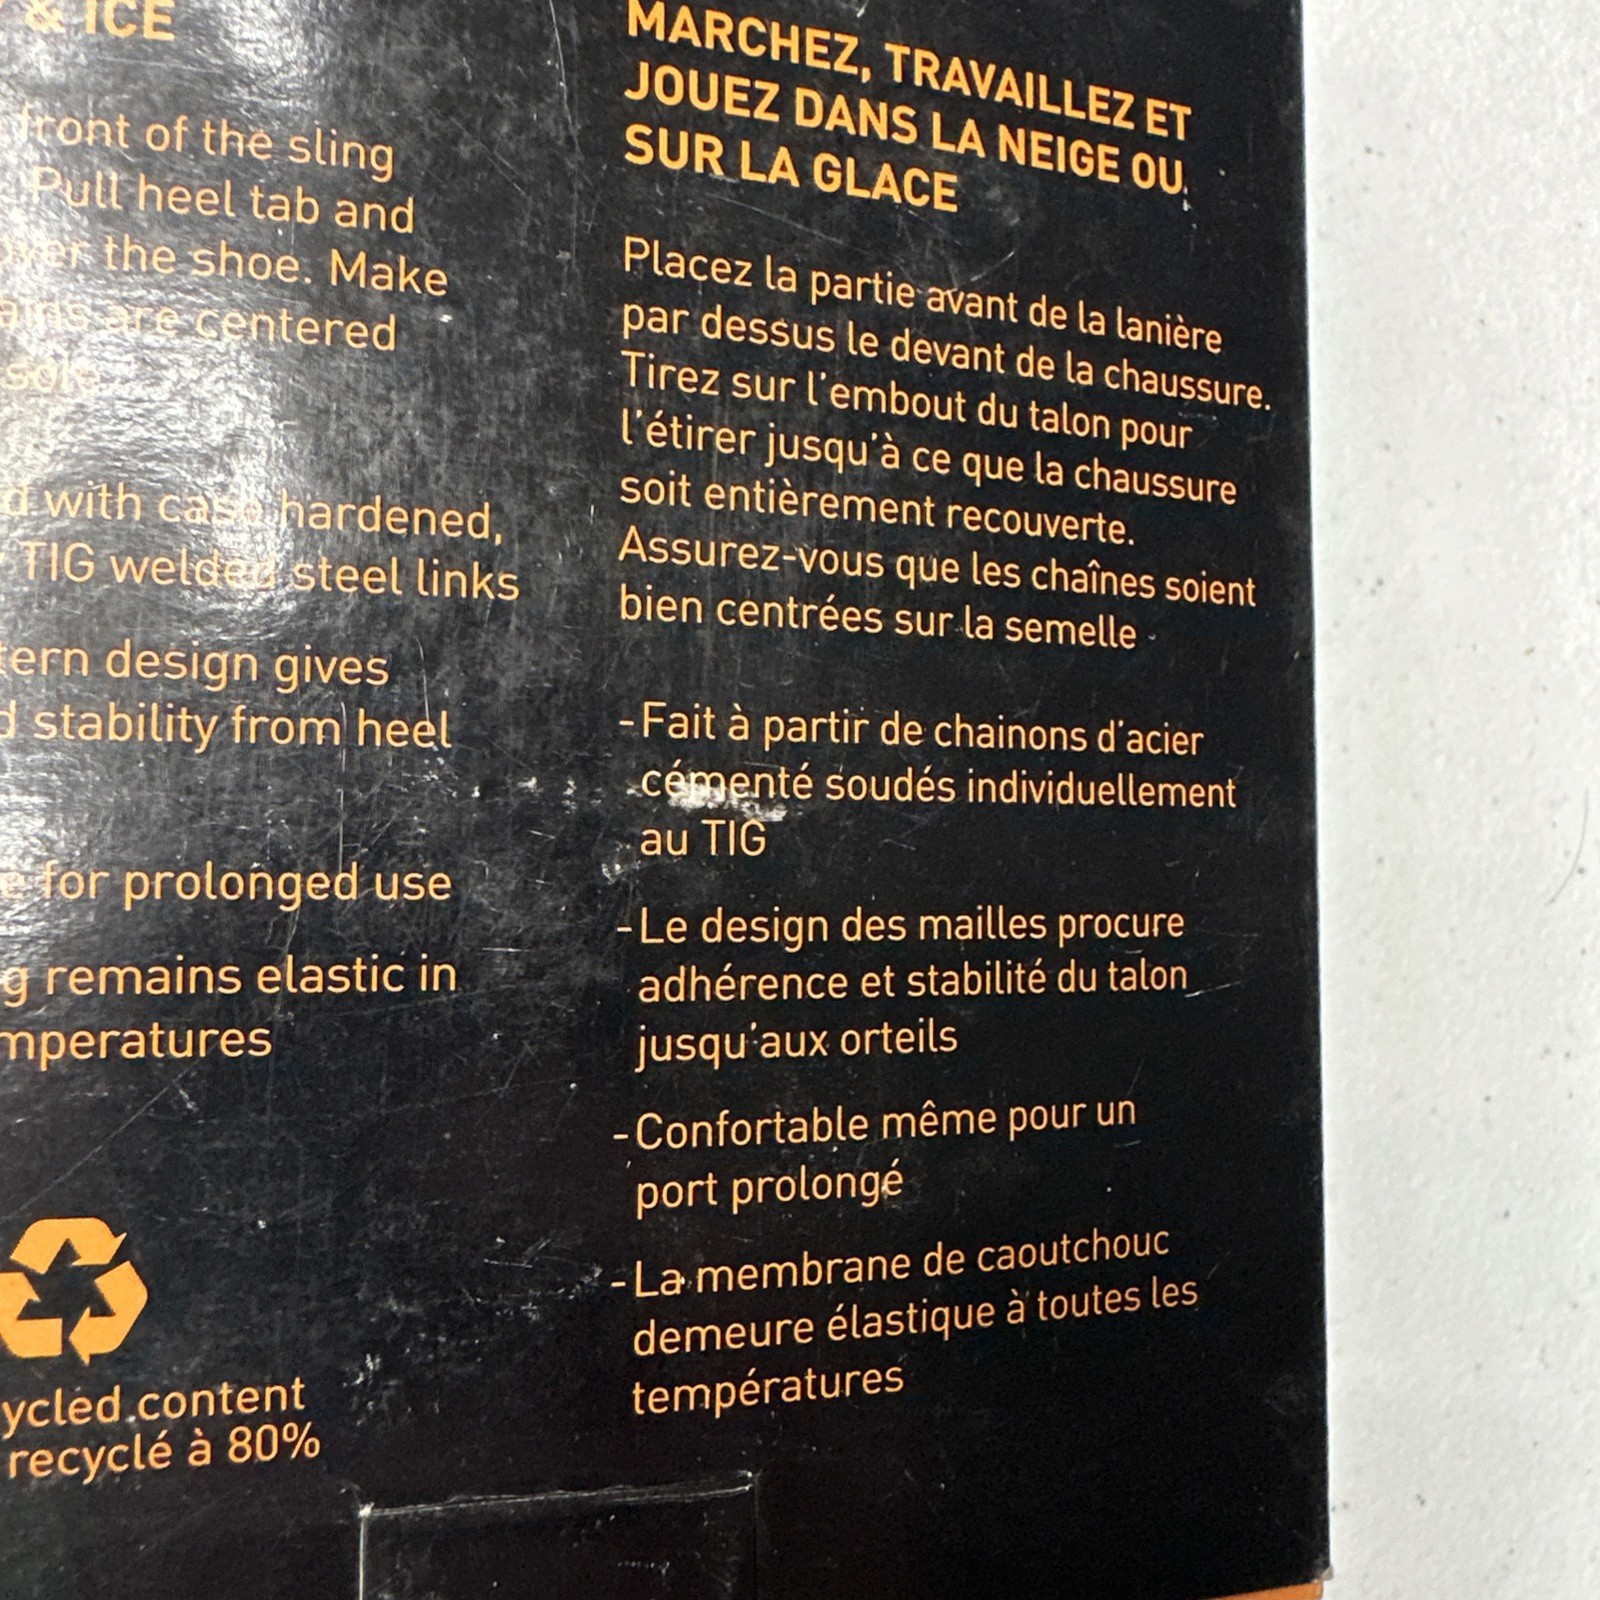 & ICE
front of the sling
Pull heel tab and
over the shoe. Make
are centered
sole
with case hardened,
TIG welded steel links
design gives
stability from heel
for prolonged use
remains elastic in
ycled content
recyclé à 80%
MARCHEZ, TRAVAILLEZ ET
JOUEZ DANS LA NEIGE OU
SUR LA GLACE
Placez la partie avant de la lanière
par dessus le devant de la chaussure.
Tirez sur l'embout du talon pour
l'étirer jusqu'à ce que la chaussure
soit entièrement recouverte.
Assurez-vous que les chaînes soient
bien centrées sur la semelle
-Fait à partir de chainons d'acier
cémenté soudés individuellement
au TIG
-Le design des mailles procure
adhérence et stabilité du talon
jusqu'aux orteils
-Confortable même pour un
port prolongé
-La membrane de caoutchouc
demeure élastique à toutes les
températures